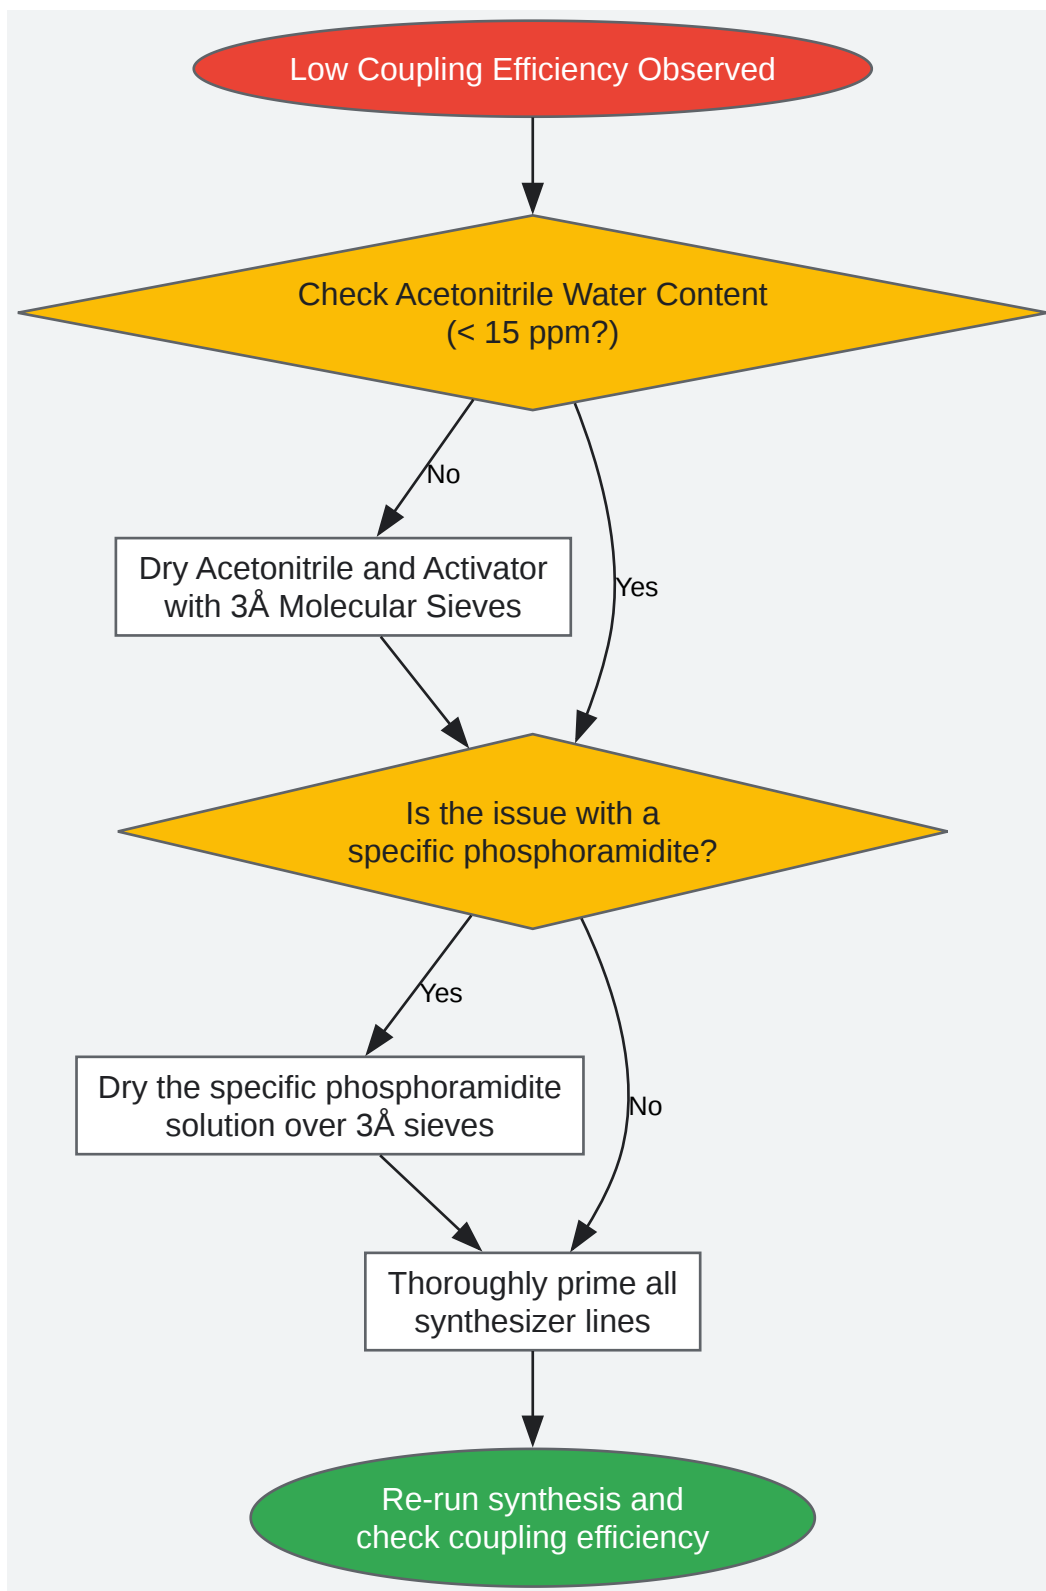 Low Coupling Efficiency Observed
Check Acetonitrile Water Content
(< 15 ppm?)
No
Dry Acetonitrile and Activator
with 3Å Molecular Sieves
Yes
Is the issue with a
specific phosphoramidite?
Yes
Dry the specific phosphoramidite
solution over 3Å sieves
No
Thoroughly prime all
synthesizer lines
Re-run synthesis and
check coupling efficiency